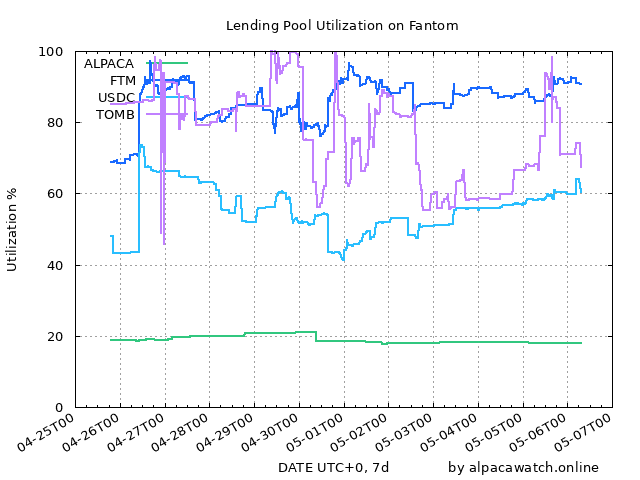 Lending Pool Utilization on Fantom
100
80
60
40
20
0
Utilization %
ALPACA
FTM
USDC
TOMB
04-25T00
04-26T00
04-27T00
04-28T00
04-29T00
04-30T00
05-01T00
05-02T00
05-03T00
05-04T00
05-05T00
05-06T00
05-07T00
DATE UTC+0, 7d
by alpacawatch.online